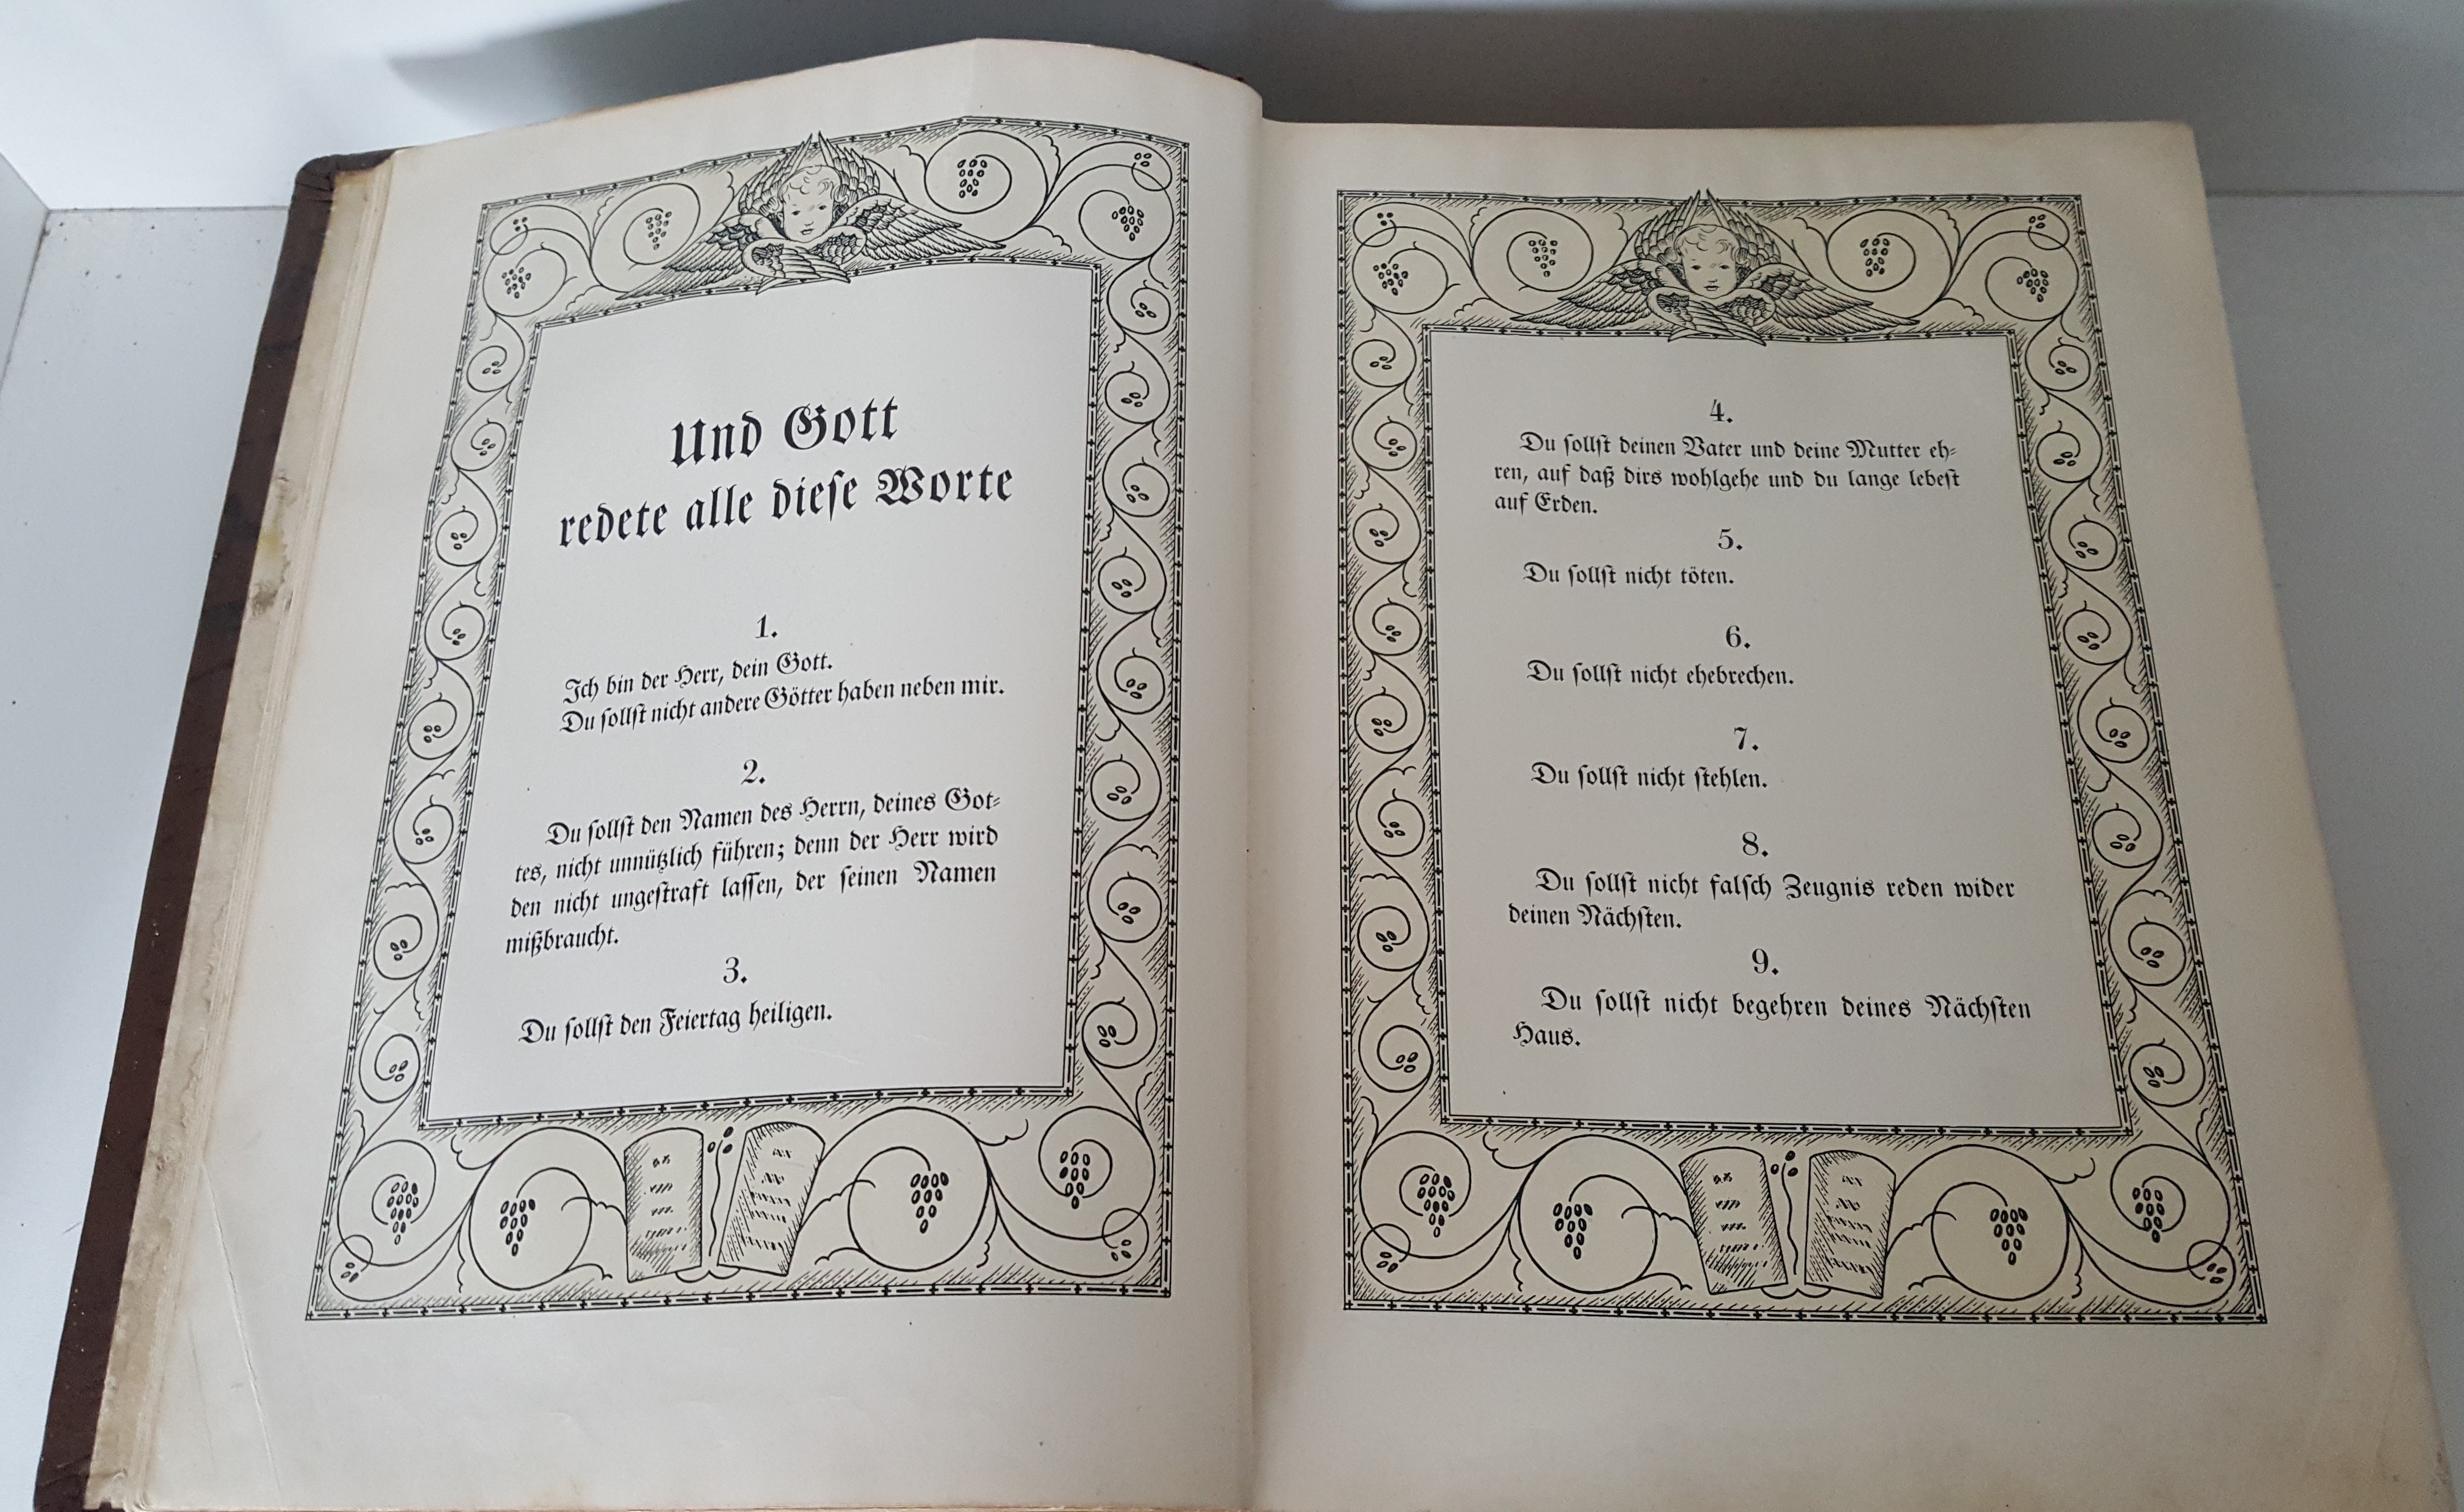 Und Gott
redete alle diese Worte
1.
Ich bin der Herr, dein Gott.
Du sollst nicht andere Götter haben neben mir.
2.
Du sollst den Namen des Herrn, deines Got-
tes, nicht unnützlich führen; denn der Herr wird
den nicht ungestraft lassen, der seinen Namen
mißbraucht.
3.
Du sollst den Feiertag heiligen.
4.
Du sollst deinen Vater und deine Mutter eh-
ren, auf daß dirs wohlgehe und du lange lebest
auf Erden.
5.
Du sollst nicht töten.
6.
Du sollst nicht ehebrechen.
7.
Du sollst nicht stehlen.
8.
Du sollst nicht falsch Zeugnis reden wider
deinen Nächsten.
9.
Du sollst nicht begehren deines Nächsten
Haus.